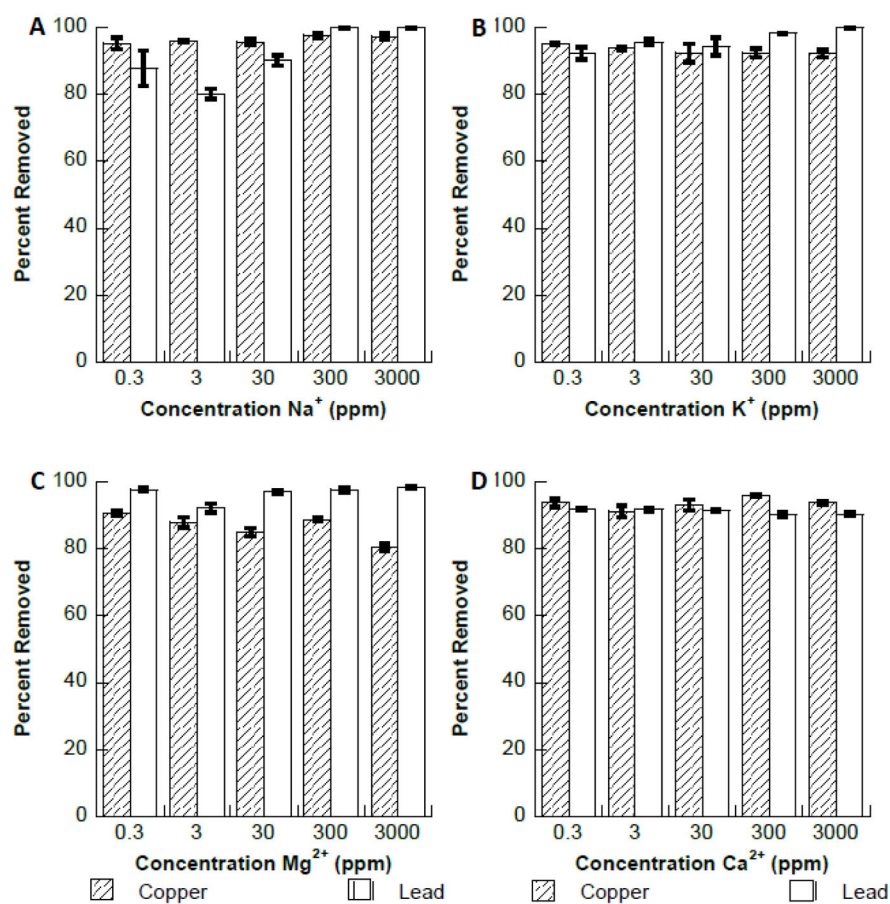 A
Percent Removed
100
80
60
40
20
0
0.3 3 30 300 3000
Concentration Na⁺ (ppm)
B
Percent Removed
100
80
60
40
20
0
0.3 3 30 300 3000
Concentration K⁺ (ppm)
C
Percent Removed
100
80
60
40
20
0
0.3 3 30 300 3000
Concentration Mg²⁺ (ppm)
Copper Lead
D
Percent Removed
100
80
60
40
20
0
0.3 3 30 300 3000
Concentration Ca²⁺ (ppm)
Copper Lead